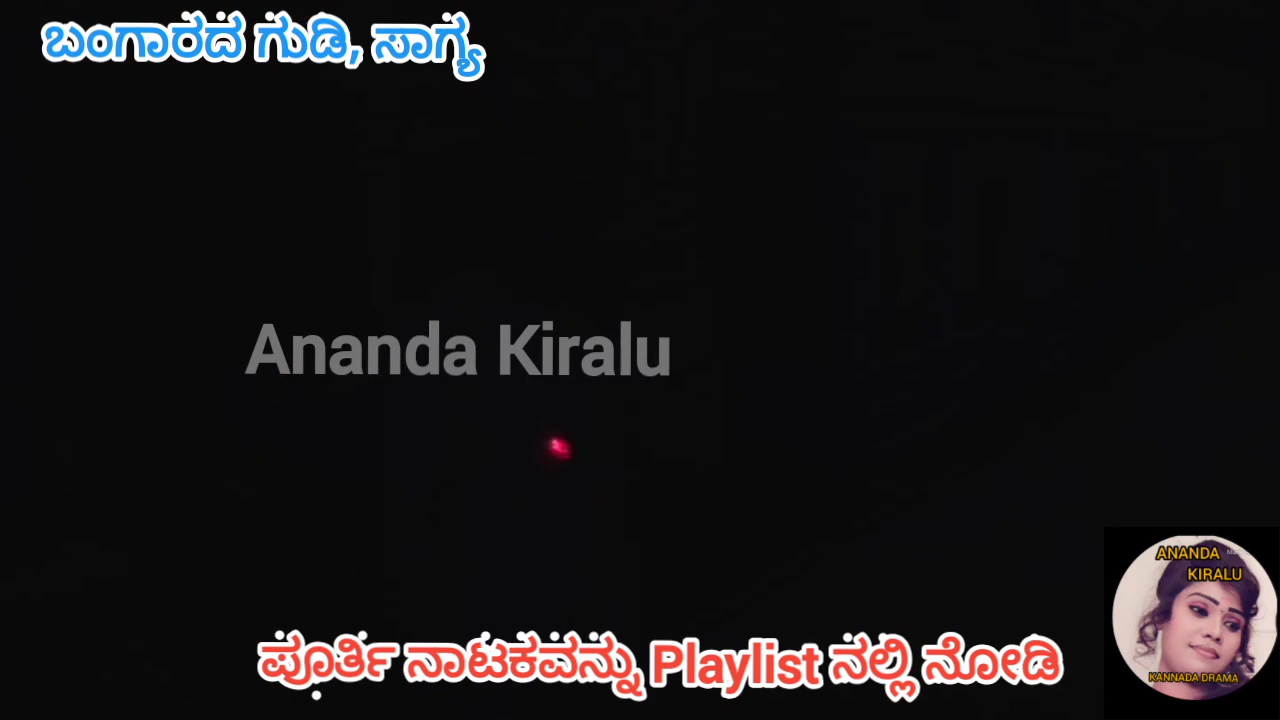 ಬಂಗಾರದ ಗುಡಿ, ಸಾಗ್ಯ
Ananda Kiralu
ANANDA
KIRALU
KANNADA DRAMA
ಪೂರ್ತಿ ನಾಟಕವನ್ನು Playlist ನಲ್ಲಿ ನೋಡಿ